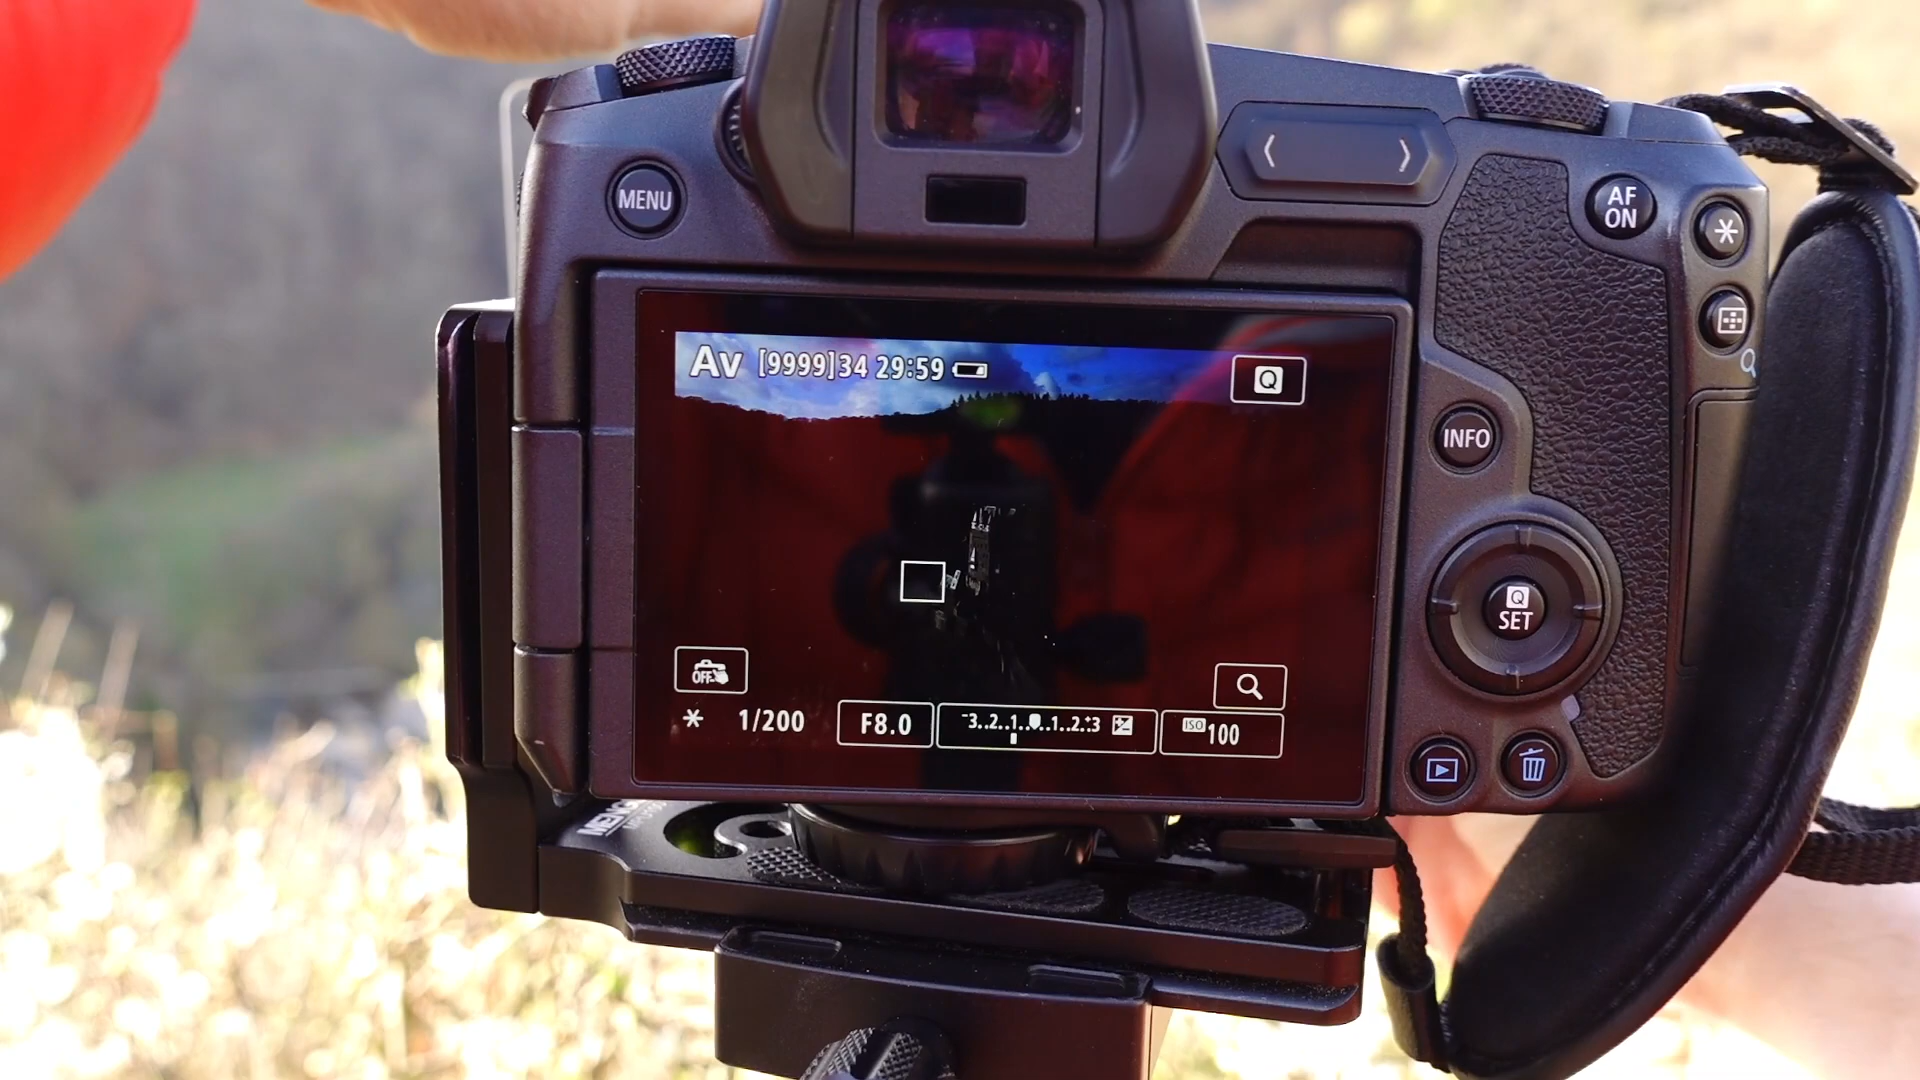 MENU
AF
ON
Av [9999]34 29:59
Q
INFO
Q
SET
OFF
1/200 F8.0 -3..2..1..0..1..2.:+3 ISO 100